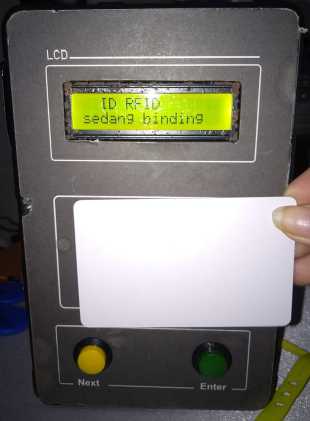 LCD
ID RFID
sedang binding
Next
Enter